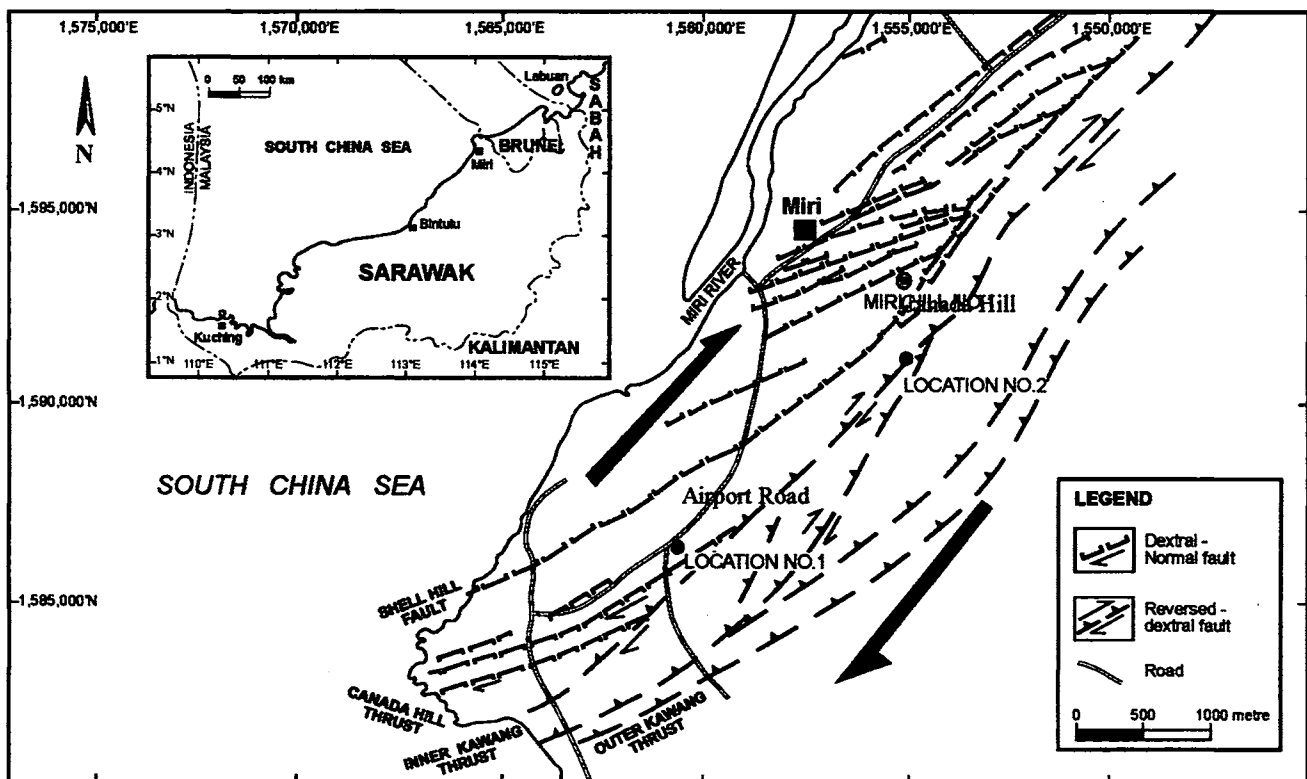 1,575,000'E
1,570,000'E
1,565,000'E
1,560,000'E
1,555,000'E
1,550,000'E
N
1,595,000'N
1,590,000'N
1,585,000'N
0 50 100 km
Labuan
SABAH
5°N
4°N
3°N
2°N
1°N
INDONESIA
MALAYSIA
SOUTH CHINA SEA
BRUNEI
Miri
Bintulu
SARAWAK
Kuching
KALIMANTAN
110°E
111°E
112°E
113°E
114°E
115°E
Miri
MIRI RIVER
MIRI HILL NO.1
Canada Hill
LOCATION NO.2
SOUTH CHINA SEA
Airport Road
LOCATION NO.1
SHELL HILL
FAULT
CANADA HILL
THRUST
INNER KAWANG
THRUST
OUTER KAWANG
THRUST
LEGEND
Dextral -
Normal fault
Reversed -
dextral fault
Road
0 500 1000 metre